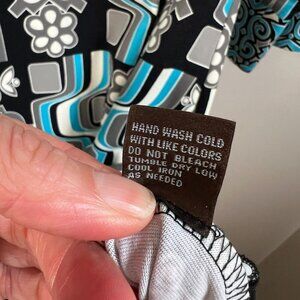 HAND WASH COLD
WITH LIKE COLORS
DO NOT BLEACH
TUMBLE DRY LOW
COOL IRON
AS NEEDED